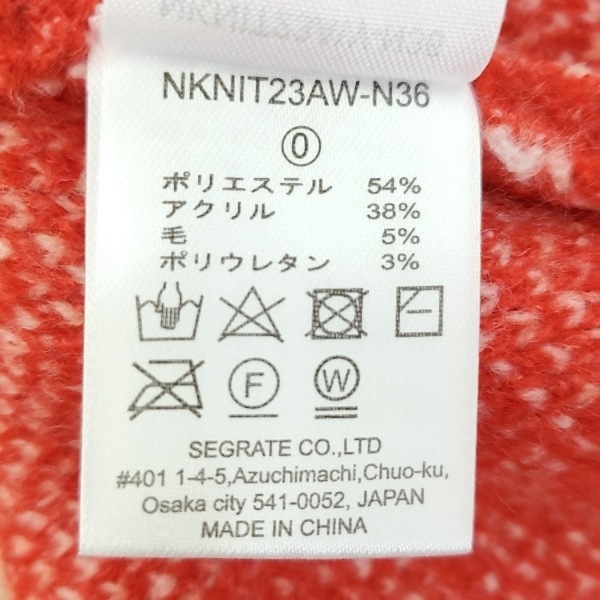 NKNIT23AW-N36
0
ポリエステル 54%
アクリル 38%
毛 5%
ポリウレタン 3%
F W
SEGRATE CO.,LTD
#401 1-4-5,Azuchimachi,Chuo-ku,
Osaka city 541-0052, JAPAN
MADE IN CHINA